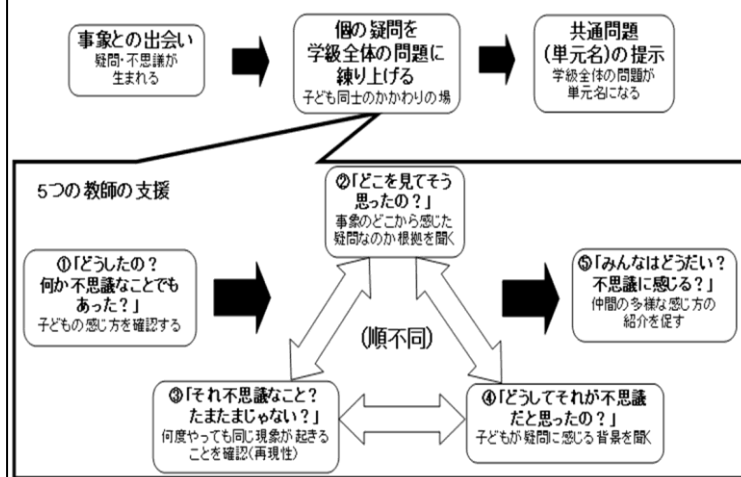 事象との出会い
疑問・不思議が
生まれる
個の疑問を
学級全体の問題に
練り上げる
子ども同士のかかわりの場
共通問題
(単元名)の提示
学級全体の問題が
単元名になる
5つの教師の支援
①「どうしたの？
何か不思議なことでも
あった？」
子どもの感じ方を確認する
②「どこを見てそう
思ったの？」
事象のどこから感じた
疑問なのか根拠を聞く
(順不同)
③「それ不思議なこと？
たまたまじゃない？」
何度やっても同じ現象が起きる
ことを確認(再現性)
④「どうしてそれが不思議
だと思ったの？」
子どもが疑問に感じる背景を聞く
⑤「みんなはどうだい？
不思議に感じる？」
仲間の多様な感じ方の
紹介を促す